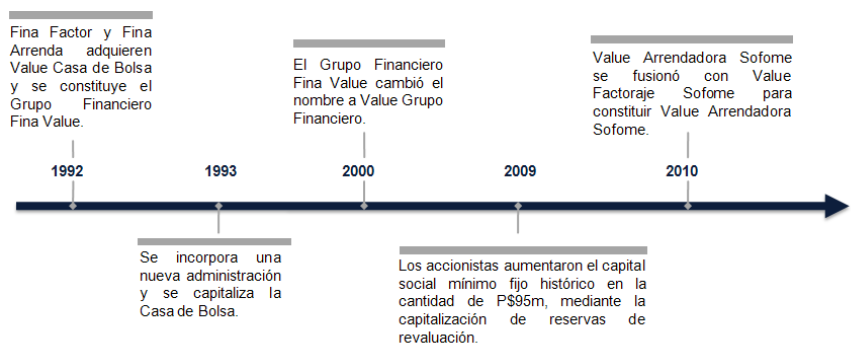 Fina Factor y Fina
Arrenda adquieren
Value Casa de Bolsa
y se constituye el
Grupo Financiero
Fina Value.
El Grupo Financiero
Fina Value cambió el
nombre a Value Grupo
Financiero.
Value Arrendadora Sofome
se fusionó con Value
Factoraje Sofome para
constituir Value Arrendadora
Sofome.
1992
1993
2000
2009
2010
Se incorpora una
nueva administración
y se capitaliza la
Casa de Bolsa.
Los accionistas aumentaron el capital
social mínimo fijo histórico en la
cantidad de P$95m, mediante la
capitalización de reservas de
revaluación.